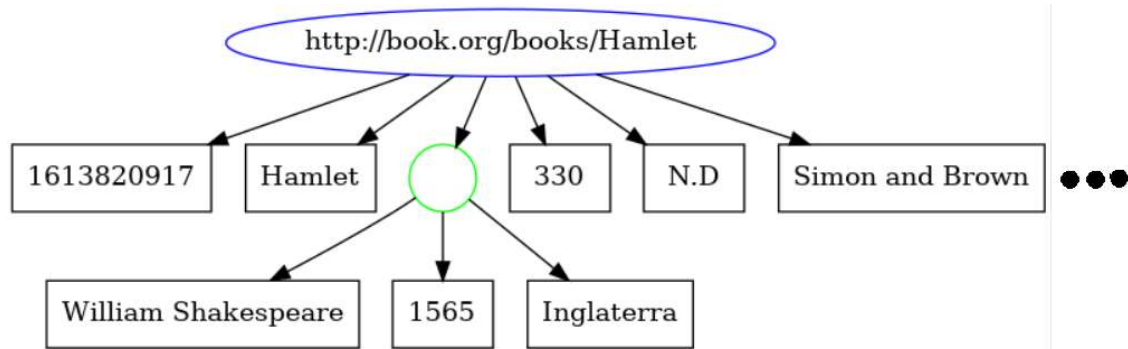 http://book.org/books/Hamlet
1613820917
Hamlet
330
N.D
Simon and Brown
William Shakespeare
1565
Inglaterra